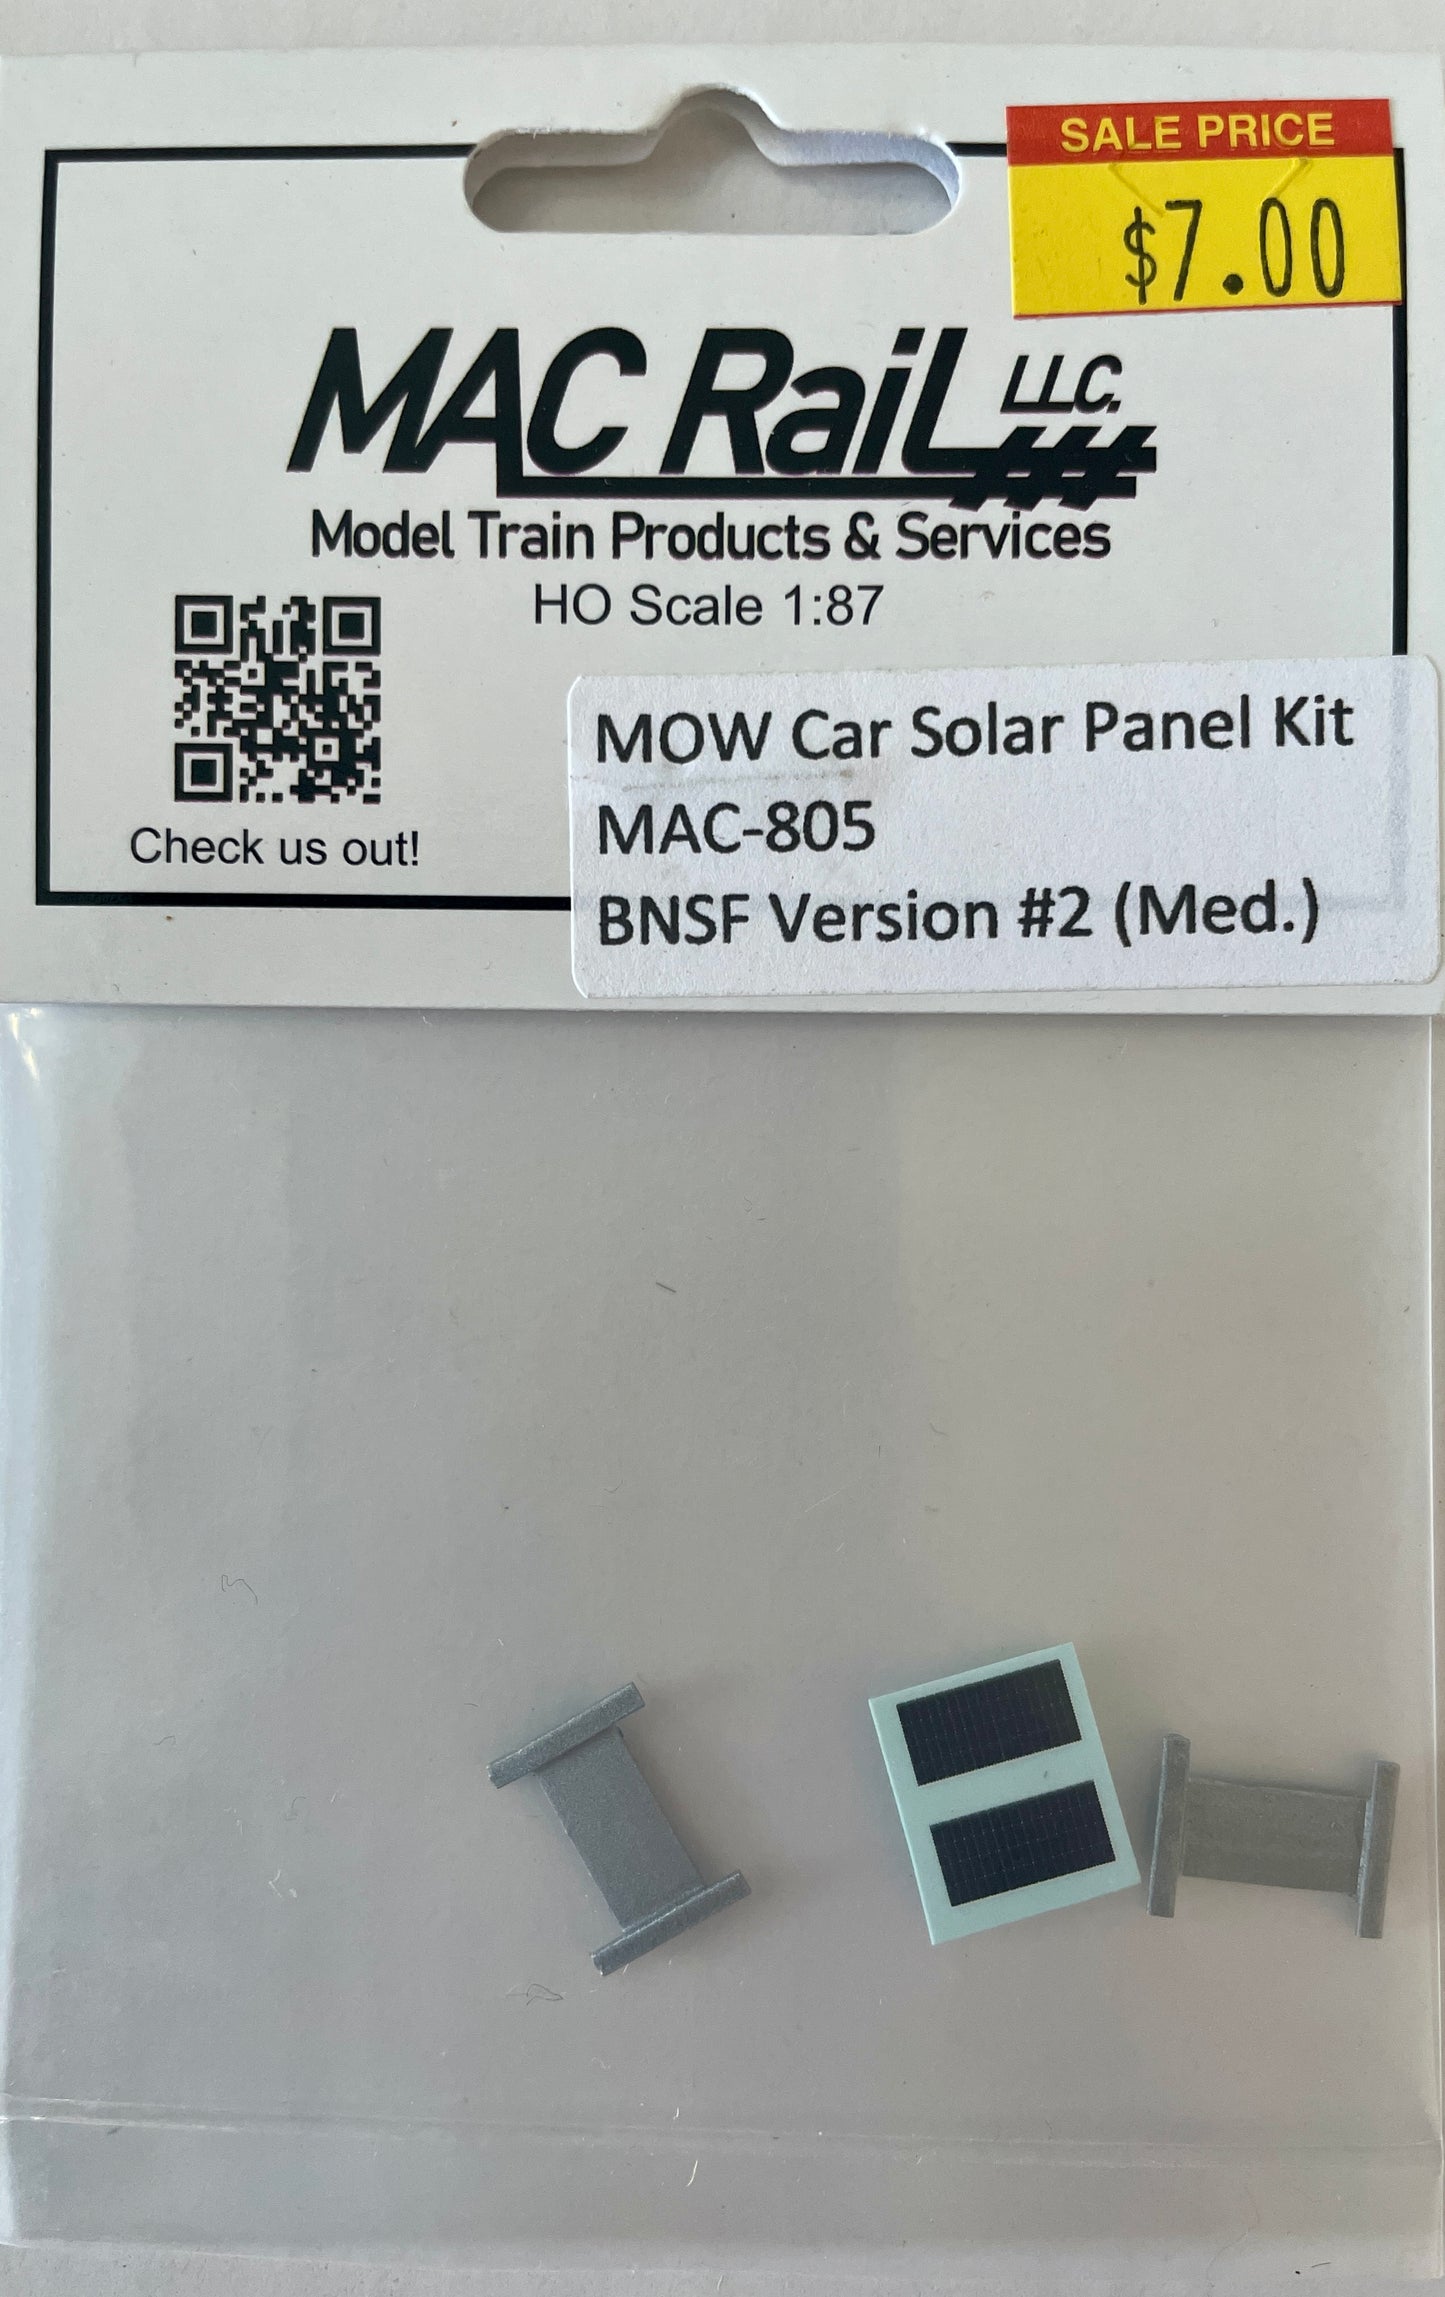 SALE PRICE
$7.00
MAC RaiL LLC.
Model Train Products & Services
HO Scale 1:87
Check us out!
MOW Car Solar Panel Kit
MAC-805
BNSF Version #2 (Med.)